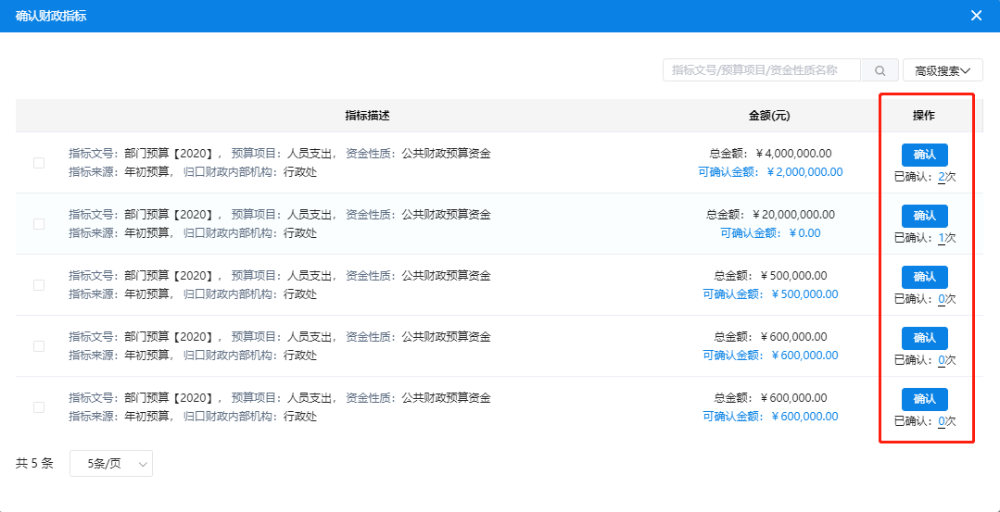 确认财政指标
指标文号/预算项目/资金性质名称
高级搜索
指标描述 金额(元) 操作
指标文号：部门预算【2020】， 预算项目：人员支出， 资金性质：公共财政预算资金 总金额：￥4,000,000.00 确认
指标来源：年初预算， 归口财政内部机构：行政处 可确认金额：￥2,000,000.00 已确认：2次
指标文号：部门预算【2020】， 预算项目：人员支出， 资金性质：公共财政预算资金 总金额：￥20,000,000.00 确认
指标来源：年初预算， 归口财政内部机构：行政处 可确认金额：￥0.00 已确认：1次
指标文号：部门预算【2020】， 预算项目：人员支出， 资金性质：公共财政预算资金 总金额：￥500,000.00 确认
指标来源：年初预算， 归口财政内部机构：行政处 可确认金额：￥500,000.00 已确认：0次
指标文号：部门预算【2020】， 预算项目：人员支出， 资金性质：公共财政预算资金 总金额：￥600,000.00 确认
指标来源：年初预算， 归口财政内部机构：行政处 可确认金额：￥600,000.00 已确认：0次
指标文号：部门预算【2020】， 预算项目：人员支出， 资金性质：公共财政预算资金 总金额：￥600,000.00 确认
指标来源：年初预算， 归口财政内部机构：行政处 可确认金额：￥600,000.00 已确认：0次
共 5 条 5条/页